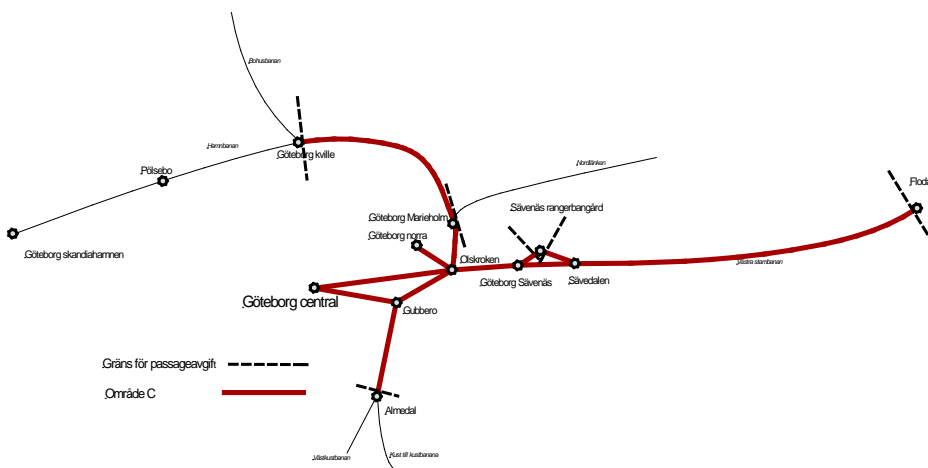 Bohusbanan
Hamnbanan
Göteborg kville
Pölsebo
Nordlänken
Göteborg Marieholm
Sävenäs rangerbangård
Floda
Göteborg norra
Göteborg skandiahamnen
Olskroken
Västra stambanan
Göteborg Sävenäs
Sävedalen
Göteborg central
Gubbero
Gräns för passageavgift
Område C
Almedal
Västkustbanan
Kust till kustbanana